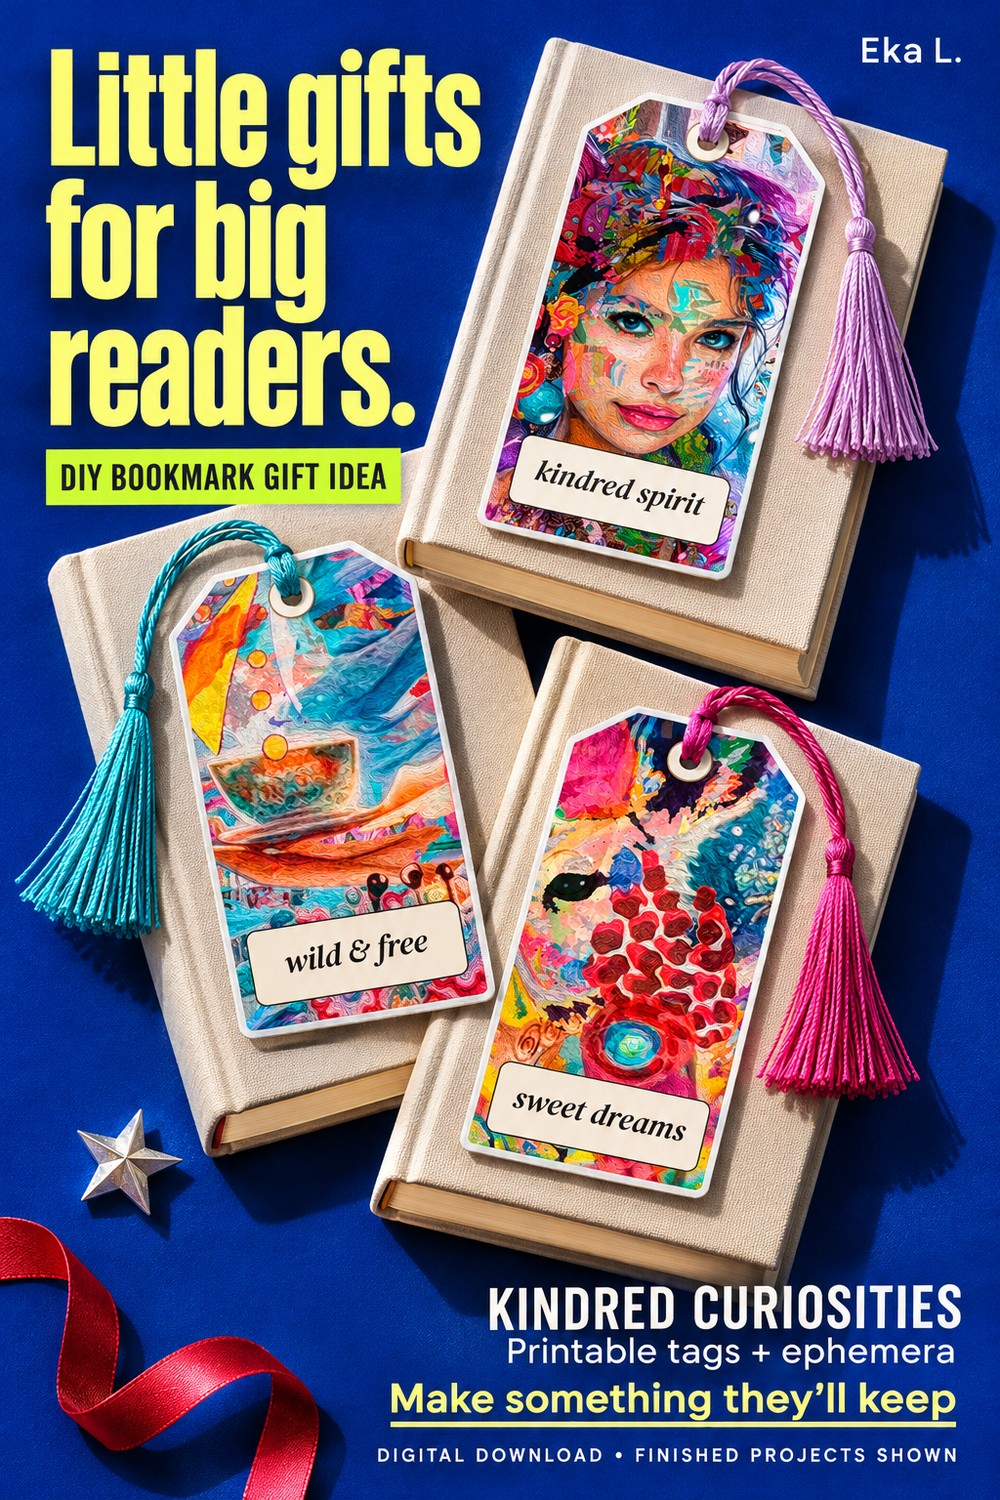 Eka L.
Little gifts
for big
readers.
DIY BOOKMARK GIFT IDEA
kindred spirit
wild & free
sweet dreams
KINDRED CURIOSITIES
Printable tags + ephemera
Make something they’ll keep
DIGITAL DOWNLOAD • FINISHED PROJECTS SHOWN